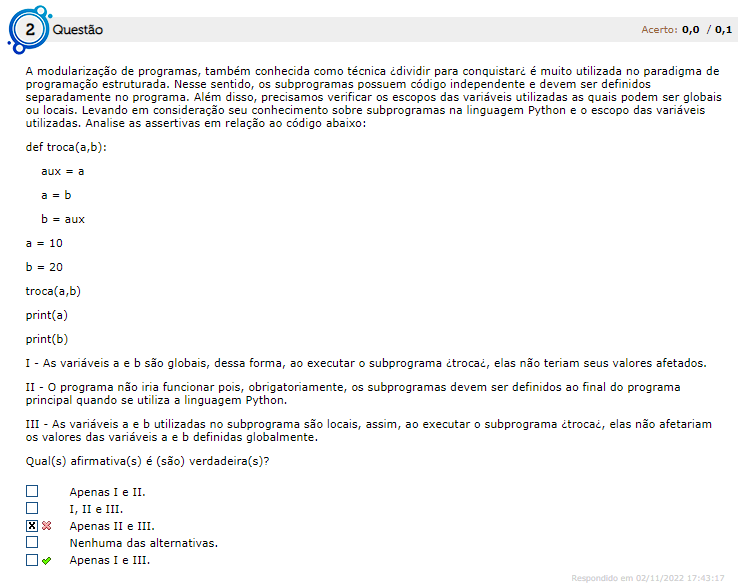 2 Questão Acerto: 0,0 / 0,1
A modularização de programas, também conhecida como técnica ¿dividir para conquistar¿ é muito utilizada no paradigma de
programação estruturada. Nesse sentido, os subprogramas possuem código independente e devem ser definidos
separadamente no programa. Além disso, precisamos verificar os escopos das variáveis utilizadas as quais podem ser globais
ou locais. Levando em consideração seu conhecimento sobre subprogramas na linguagem Python e o escopo das variáveis
utilizadas. Analise as assertivas em relação ao código abaixo:
def troca(a,b):
aux = a
a = b
b = aux
a = 10
b = 20
troca(a,b)
print(a)
print(b)
I - As variáveis a e b são globais, dessa forma, ao executar o subprograma ¿troca¿, elas não teriam seus valores afetados.
II - O programa não iria funcionar pois, obrigatoriamente, os subprogramas devem ser definidos ao final do programa
principal quando se utiliza a linguagem Python.
III - As variáveis a e b utilizadas no subprograma são locais, assim, ao executar o subprograma ¿troca¿, elas não afetariam
os valores das variáveis a e b definidas globalmente.
Qual(s) afirmativa(s) é (são) verdadeira(s)?
Apenas I e II.
I, II e III.
Apenas II e III.
Nenhuma das alternativas.
Apenas I e III.
Respondido em 02/11/2022 17:43:17